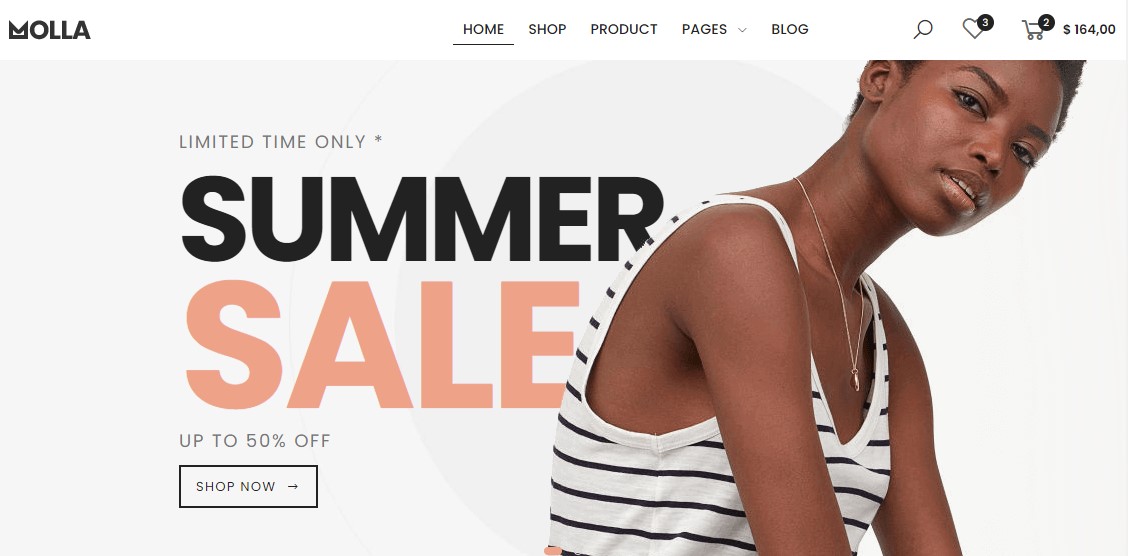 MOLLA
HOME SHOP PRODUCT PAGES BLOG 3 2 $ 164,00
LIMITED TIME ONLY *
SUMMER
SALE
UP TO 50% OFF
SHOP NOW →